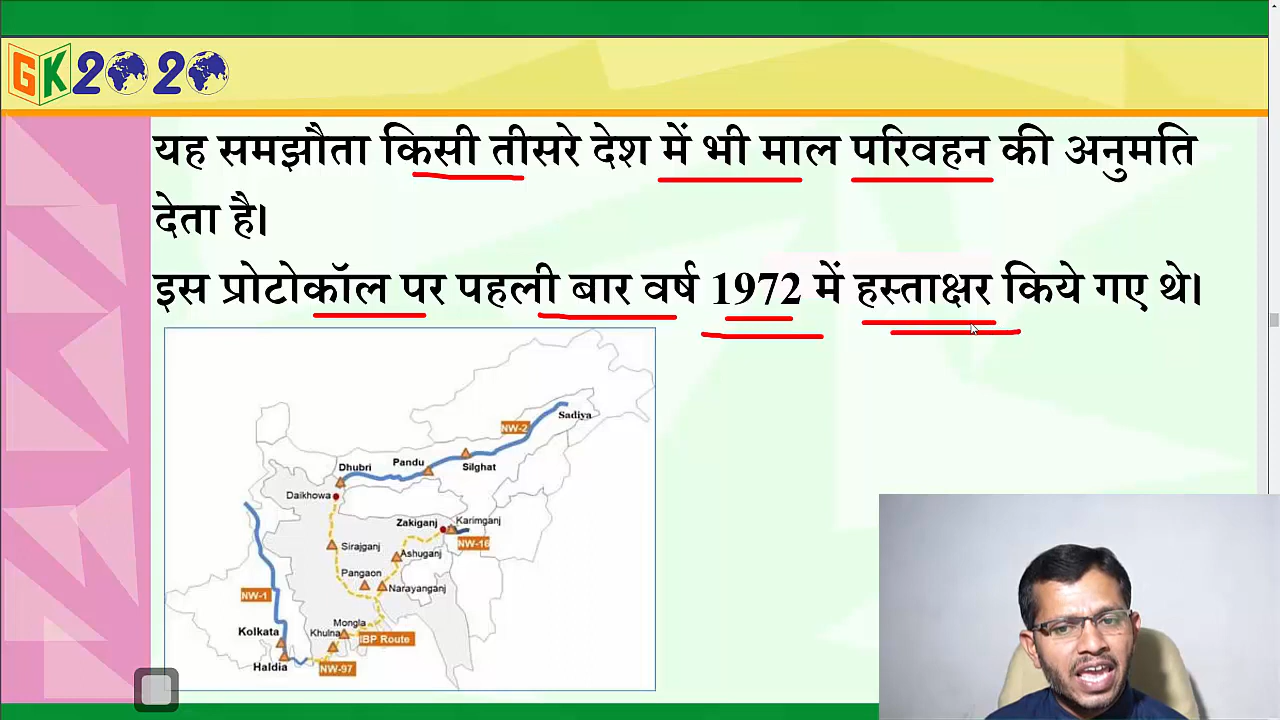 GK2020
यह समझौता किसी तीसरे देश में भी माल परिवहन की अनुमति
देता है।
इस प्रोटोकॉल पर पहली बार वर्ष 1972 में हस्ताक्षर किये गए थे।
Sadiya
NW-2
Dhubri
Pandu
Silghat
Daikhowa
Zakiganj
Karimganj
NW-16
Sirajganj
Ashuganj
Pangaon
Narayanganj
NW-1
Mongla
Kolkata
Khulna
IBP Route
Haldia
NW-97